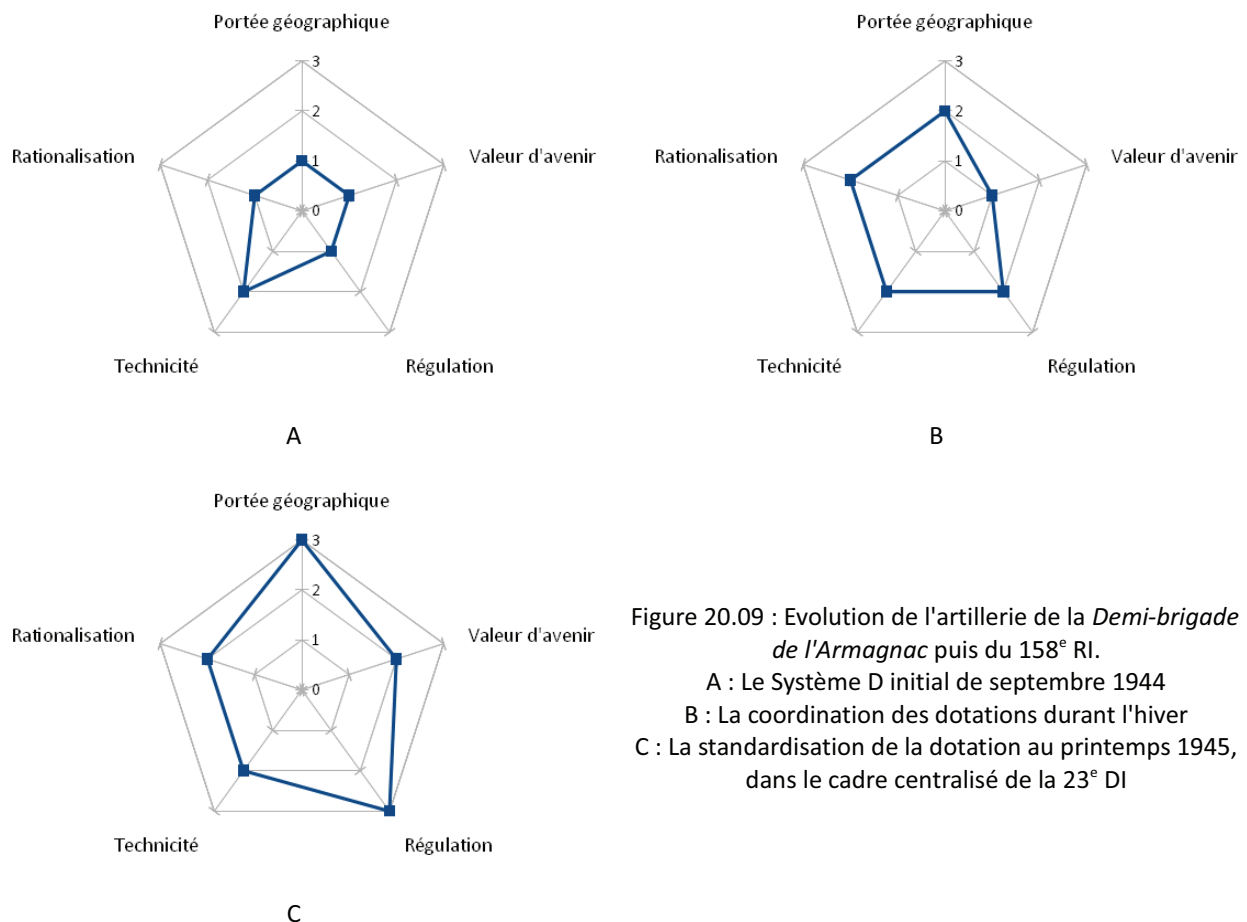 Portée géographique
3
2
1
0
Rationalisation
Valeur d'avenir
Technicité
Régulation
A
Portée géographique
3
2
1
0
Rationalisation
Valeur d'avenir
Technicité
Régulation
B
Portée géographique
3
2
1
0
Rationalisation
Valeur d'avenir
Technicité
Régulation
C
Figure 20.09 : Evolution de l'artillerie de la Demi-brigade
de l'Armagnac puis du 158e RI.
A : Le Système D initial de septembre 1944
B : La coordination des dotations durant l'hiver
C : La standardisation de la dotation au printemps 1945,
dans le cadre centralisé de la 23e DI